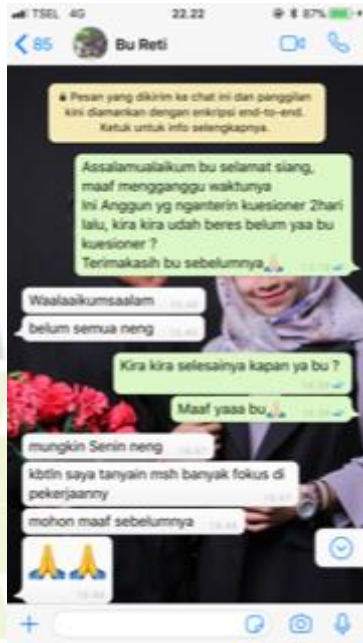 TSEL 4G 22.22 87%
85 Bu Reti
Pesan yang dikirim ke chat ini dan panggilan
kini diamankan dengan enkripsi end-to-end.
Ketuk untuk info selengkapnya.
Assalamualaikum bu selamat siang,
maaf mengganggu waktunya
Ini Anggun yg nganterin kuesioner 2hari
lalu, kira kira udah beres belum yaa bu
kuesioner ?
Terimakasih bu sebelumnya🙏🏻
Waalaaikumsaalam
belum semua neng
Kira kira selesainya kapan ya bu ?
Maaf yaaa bu🙏🏻
mungkin Senin neng
kbtln saya tanyain msh banyak fokus di
pekerjaanny
mohon maaf sebelumnya
🙏🙏